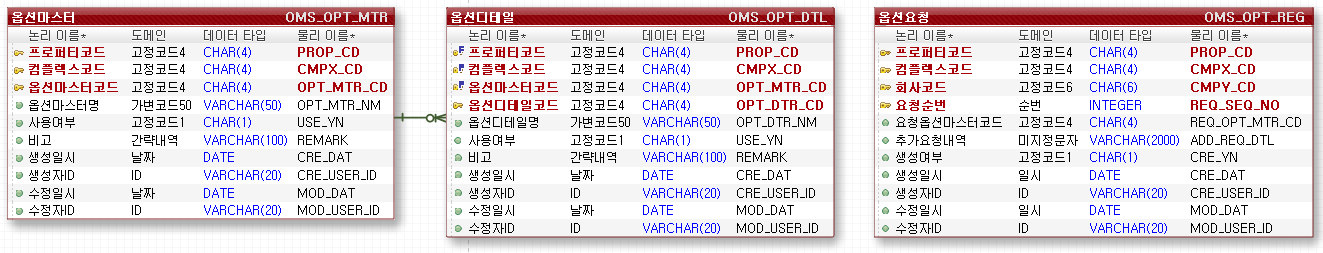 옵션마스터 OMS_OPT_MTR
논리 이름* 도메인 데이터 타입 물리 이름*
프로퍼티코드 고정코드4 CHAR(4) PROP_CD
컴플렉스코드 고정코드4 CHAR(4) CMPX_CD
옵션마스터코드 고정코드4 CHAR(4) OPT_MTR_CD
옵션마스터명 가변코드50 VARCHAR(50) OPT_MTR_NM
사용여부 고정코드1 CHAR(1) USE_YN
비고 간략내역 VARCHAR(100) REMARK
생성일시 날짜 DATE CRE_DAT
생성자ID ID VARCHAR(20) CRE_USER_ID
수정일시 날짜 DATE MOD_DAT
수정자ID ID VARCHAR(20) MOD_USER_ID
옵션디테일 OMS_OPT_DTL
논리 이름* 도메인 데이터 타입 물리 이름*
프로퍼티코드 고정코드4 CHAR(4) PROP_CD
컴플렉스코드 고정코드4 CHAR(4) CMPX_CD
옵션마스터코드 고정코드4 CHAR(4) OPT_MTR_CD
옵션디테일코드 고정코드4 CHAR(4) OPT_DTR_CD
옵션디테일명 가변코드50 VARCHAR(50) OPT_DTR_NM
사용여부 고정코드1 CHAR(1) USE_YN
비고 간략내역 VARCHAR(100) REMARK
생성일시 날짜 DATE CRE_DAT
생성자ID ID VARCHAR(20) CRE_USER_ID
수정일시 날짜 DATE MOD_DAT
수정자ID ID VARCHAR(20) MOD_USER_ID
옵션요청 OMS_OPT_REG
논리 이름* 도메인 데이터 타입 물리 이름*
프로퍼티코드 고정코드4 CHAR(4) PROP_CD
컴플렉스코드 고정코드4 CHAR(4) CMPX_CD
회사코드 고정코드6 CHAR(6) CMPY_CD
요청순번 순번 INTEGER REQ_SEQ_NO
요청옵션마스터코드 고정코드4 CHAR(4) REQ_OPT_MTR_CD
추가요청내역 미지정문자 VARCHAR(2000) ADD_REQ_DTL
생성여부 고정코드1 CHAR(1) CRE_YN
생성일시 일시 DATE CRE_DAT
생성자ID ID VARCHAR(20) CRE_USER_ID
수정일시 일시 DATE MOD_DAT
수정자ID ID VARCHAR(20) MOD_USER_ID